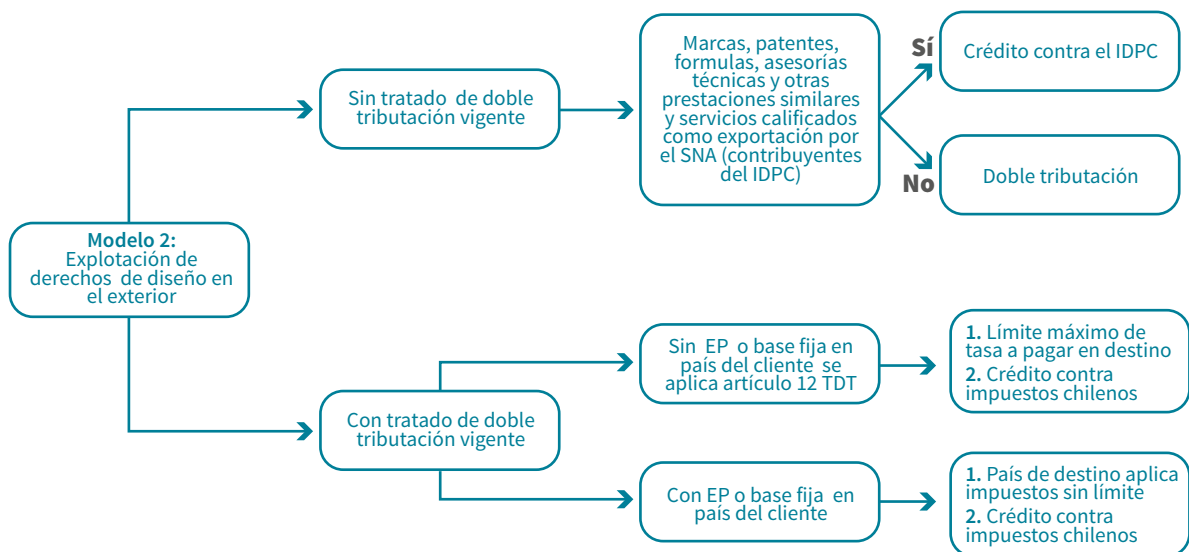 Modelo 2:
Explotación de
derechos de diseño en
el exterior
Sin tratado de doble
tributación vigente
Marcas, patentes,
formulas, asesorías
técnicas y otras
prestaciones similares
y servicios calificados
como exportación por
el SNA (contribuyentes
del IDPC)
Sí
Crédito contra el IDPC
No
Doble tributación
Con tratado de doble
tributación vigente
Sin EP o base fija en
país del cliente se
aplica artículo 12 TDT
1. Límite máximo de
tasa a pagar en destino
2. Crédito contra
impuestos chilenos
Con EP o base fija en
país del cliente
1. País de destino aplica
impuestos sin límite
2. Crédito contra
impuestos chilenos